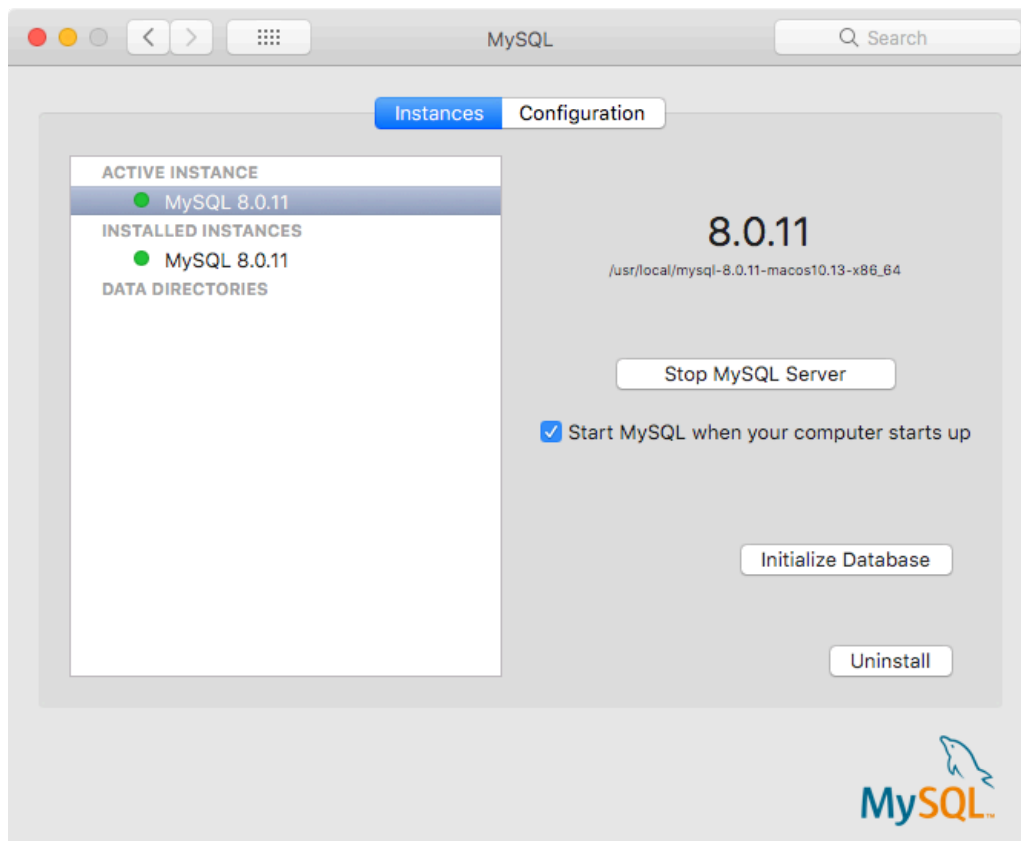 MySQL
Search
Instances
Configuration
ACTIVE INSTANCE
MySQL 8.0.11
INSTALLED INSTANCES
MySQL 8.0.11
DATA DIRECTORIES
8.0.11
/usr/local/mysql-8.0.11-macos10.13-x86_64
Stop MySQL Server
Start MySQL when your computer starts up
Initialize Database
Uninstall
MySQL™